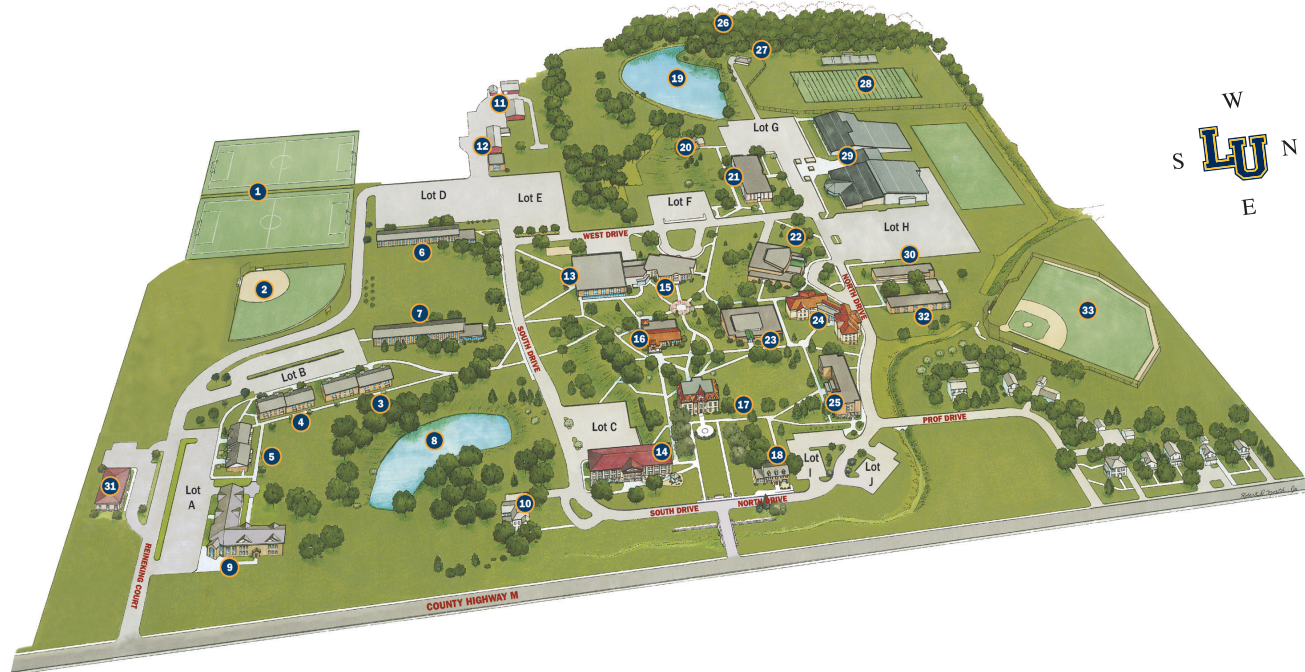 26
27
19
28
W
11
Lot G
LU
S
N
12
20
29
E
21
1
Lot D
Lot E
Lot F
WEST DRIVE
22
Lot H
6
30
13
2
15
NORTH DRIVE
7
32
33
24
SOUTH DRIVE
16
23
Lot B
3
17
25
4
PROF DRIVE
8
Lot C
5
14
18
Lot
I
Lot
J
31
Lot
A
10
SOUTH DRIVE
NORTH DRIVE
9
REINEKING COURT
COUNTY HIGHWAY M